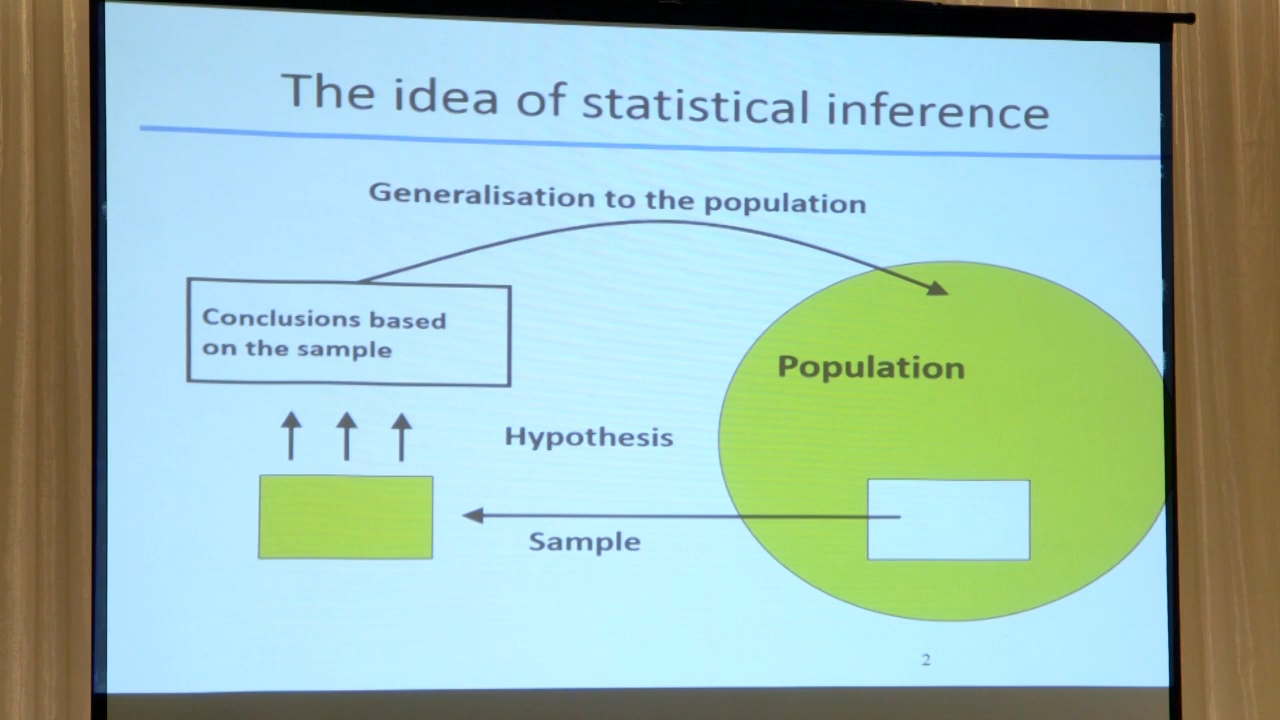 The idea of statistical inference
Generalisation to the population
Conclusions based
on the sample
Population
Hypothesis
Sample
2